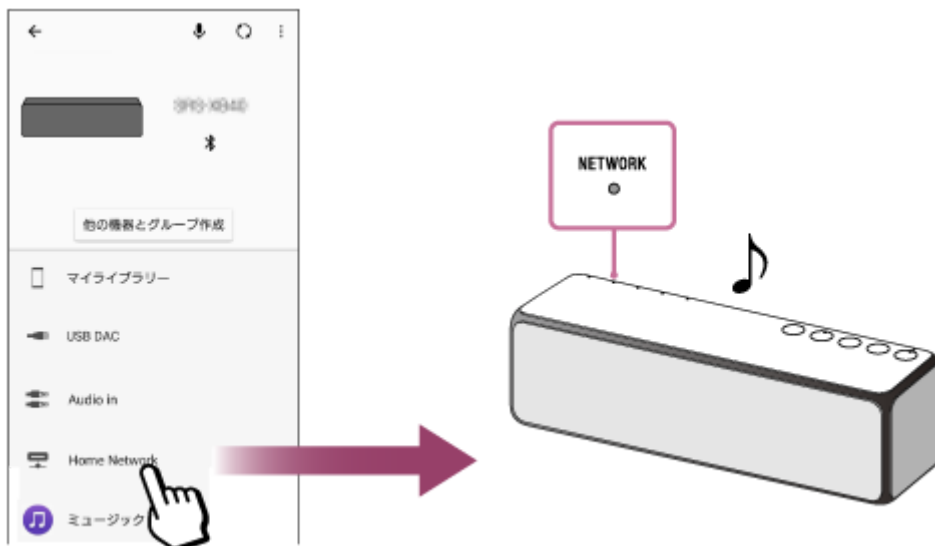 他の機器とグループ作成
マイライブラリー
USB DAC
Audio in
Home Network
ミュージック
NETWORK